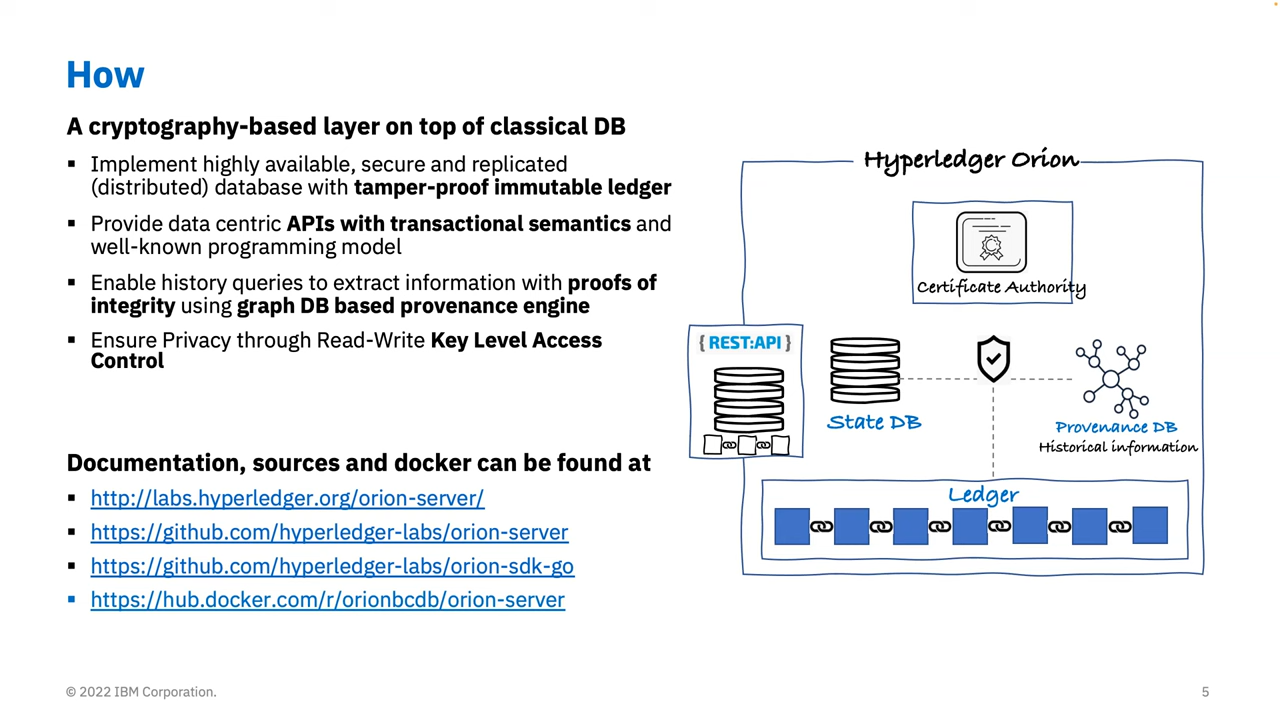 How
A cryptography-based layer on top of classical DB
▪ Implement highly available, secure and replicated
(distributed) database with tamper-proof immutable ledger
▪ Provide data centric APIs with transactional semantics and
well-known programming model
▪ Enable history queries to extract information with proofs of
integrity using graph DB based provenance engine
▪ Ensure Privacy through Read-Write Key Level Access
Control
Documentation, sources and docker can be found at
▪ http://labs.hyperledger.org/orion-server/
▪ https://github.com/hyperledger-labs/orion-server
▪ https://github.com/hyperledger-labs/orion-sdk-go
▪ https://hub.docker.com/r/orionbcdb/orion-server
Hyperledger Orion
Certificate Authority
{ REST:API }
State DB
Provenance DB
Historical information
Ledger
© 2022 IBM Corporation.
5